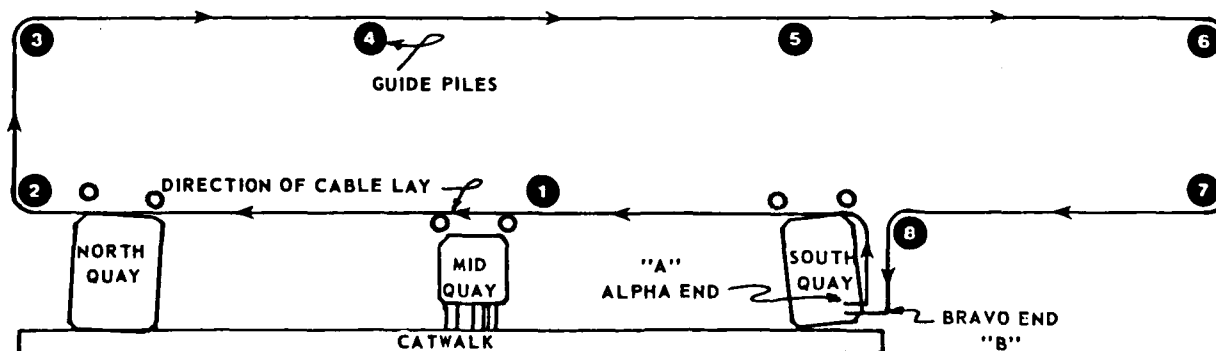 3
4
5
6
GUIDE PILES
2
DIRECTION OF CABLE LAY
1
7
8
NORTH
QUAY
MID
QUAY
SOUTH
QUAY
"A"
ALPHA END
BRAVO END
"B"
CATWALK